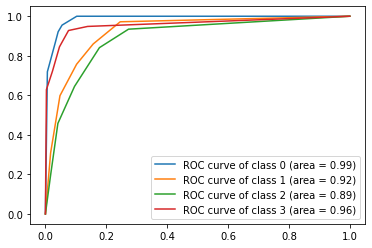 1.0
0.8
0.6
0.4
0.2
0.0
ROC curve of class 0 (area = 0.99)
ROC curve of class 1 (area = 0.92)
ROC curve of class 2 (area = 0.89)
ROC curve of class 3 (area = 0.96)
0.0 0.2 0.4 0.6 0.8 1.0